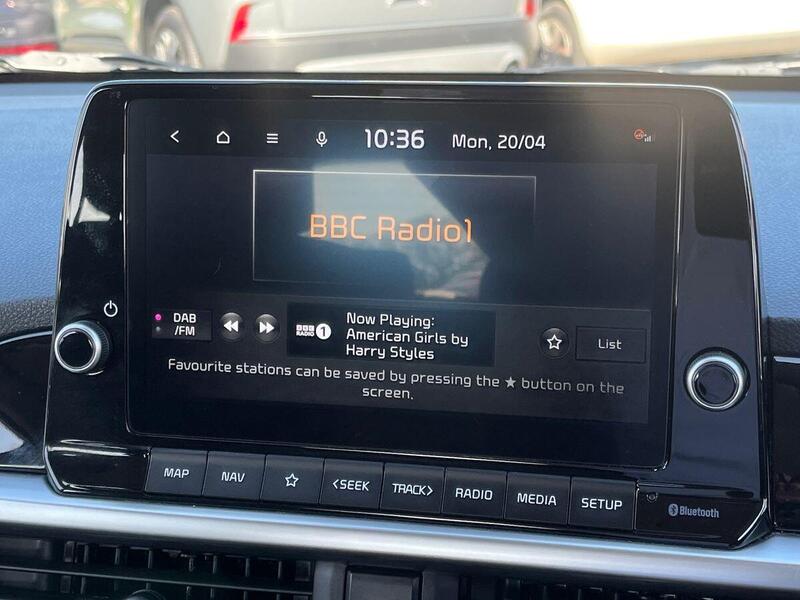 10:36 Mon, 20/04
BBC Radio1
DAB
/FM
BBC
RADIO 1
Now Playing:
American Girls by
Harry Styles
List
Favourite stations can be saved by pressing the ★ button on the
screen.
MAP NAV ☆ <SEEK TRACK> RADIO MEDIA SETUP
Bluetooth